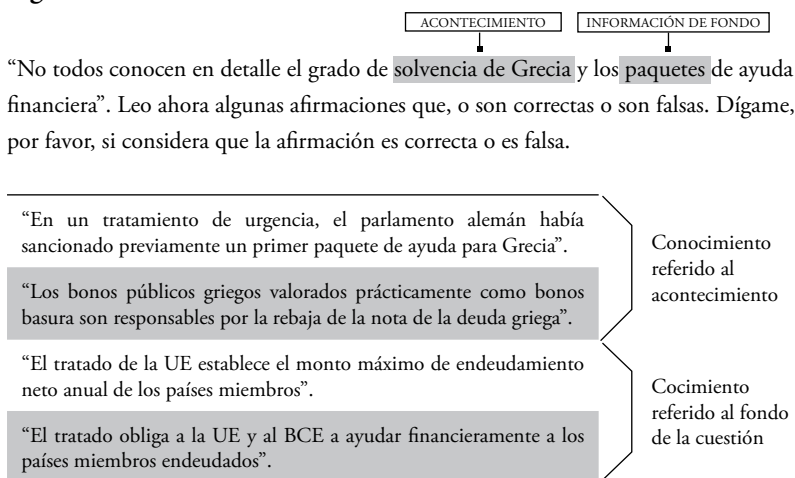 ACONTECIMIENTO INFORMACIÓN DE FONDO
“No todos conocen en detalle el grado de solvencia de Grecia y los paquetes de ayuda
financiera”. Leo ahora algunas afirmaciones que, o son correctas o son falsas. Dígame,
por favor, si considera que la afirmación es correcta o es falsa.
“En un tratamiento de urgencia, el parlamento alemán había
sancionado previamente un primer paquete de ayuda para Grecia”.
“Los bonos públicos griegos valorados prácticamente como bonos
basura son responsables por la rebaja de la nota de la deuda griega”.
Conocimiento
referido al
acontecimiento
“El tratado de la UE establece el monto máximo de endeudamiento
neto anual de los países miembros”.
“El tratado obliga a la UE y al BCE a ayudar financieramente a los
países miembros endeudados”.
Cocimiento
referido al fondo
de la cuestión